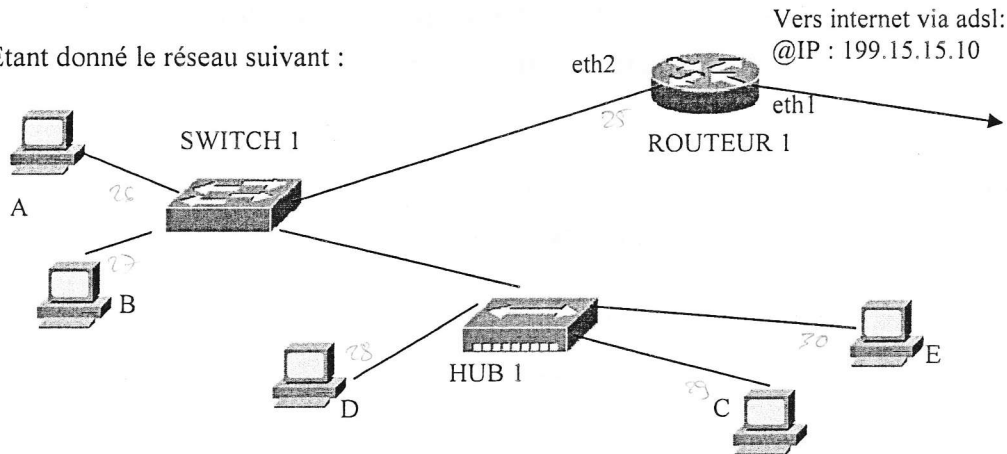 Vers internet via adsl:
Etant donné le réseau suivant :
@IP : 199.15.15.10
eth2
eth1
25
ROUTEUR 1
SWITCH 1
26
A
27
B
28
D
HUB 1
30
E
29
C